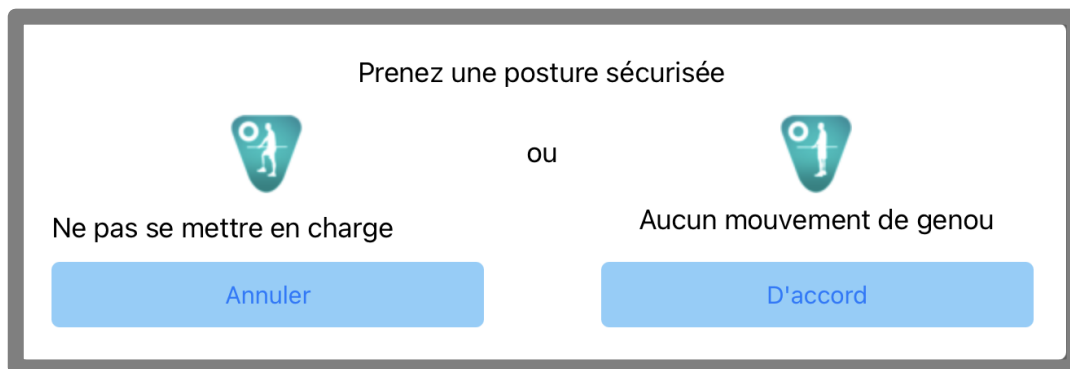 Prenez une posture sécurisée
ou
Ne pas se mettre en charge
Aucun mouvement de genou
Annuler
D'accord